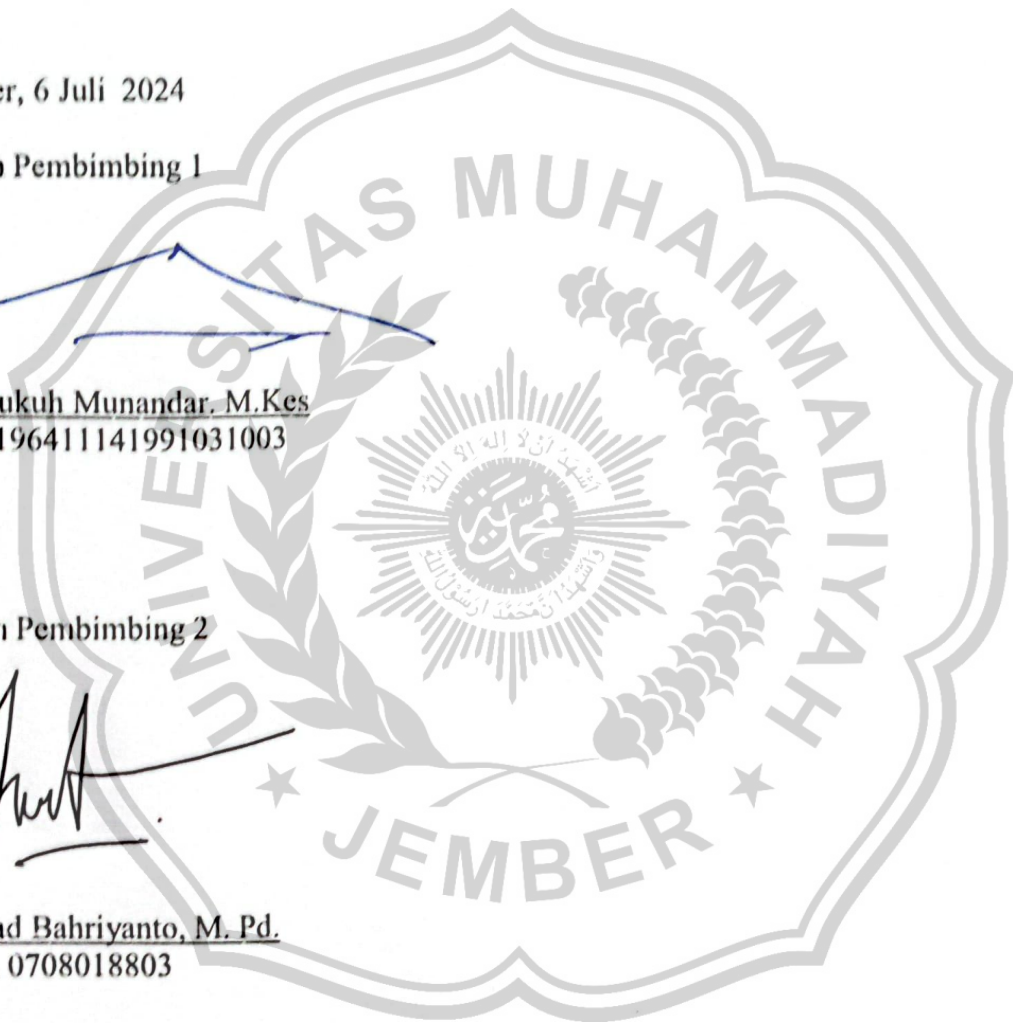 er, 6 Juli 2024
Pembimbing 1
ukuh Munandar. M.Kes
196411141991031003
Pembimbing 2
ad Bahriyanto, M. Pd.
0708018803
UNIVERSITAS MUHAMMADIYAH
JEMBER